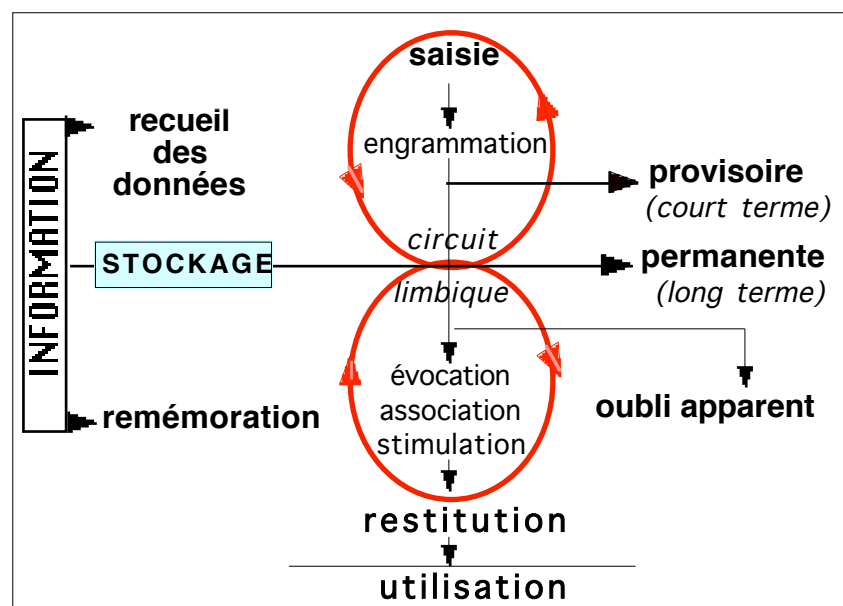 saisie
recueil
des
données
engrammation
provisoire
(court terme)
circuit
INFORMATION
STOCKAGE
permanente
limbique
(long terme)
évocation
association
stimulation
oubli apparent
remémoration
restitution
utilisation